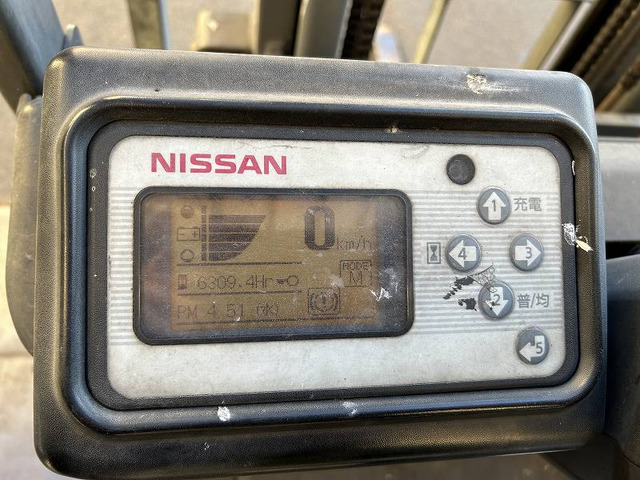 NISSAN
0 km/h
6309.4Hr
MODE
M
PM 4:51
1 充電
4
3
2 普/均
5